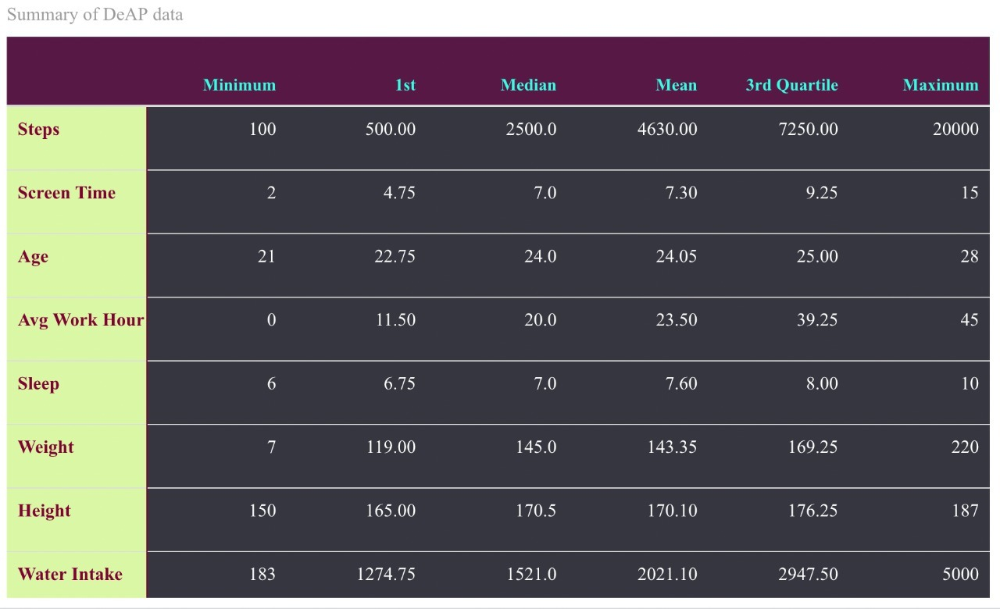 Summary of DeAP data
Minimum 1st Median Mean 3rd Quartile Maximum
Steps 100 500.00 2500.0 4630.00 7250.00 20000
Screen Time 2 4.75 7.0 7.30 9.25 15
Age 21 22.75 24.0 24.05 25.00 28
Avg Work Hour 0 11.50 20.0 23.50 39.25 45
Sleep 6 6.75 7.0 7.60 8.00 10
Weight 7 119.00 145.0 143.35 169.25 220
Height 150 165.00 170.5 170.10 176.25 187
Water Intake 183 1274.75 1521.0 2021.10 2947.50 5000